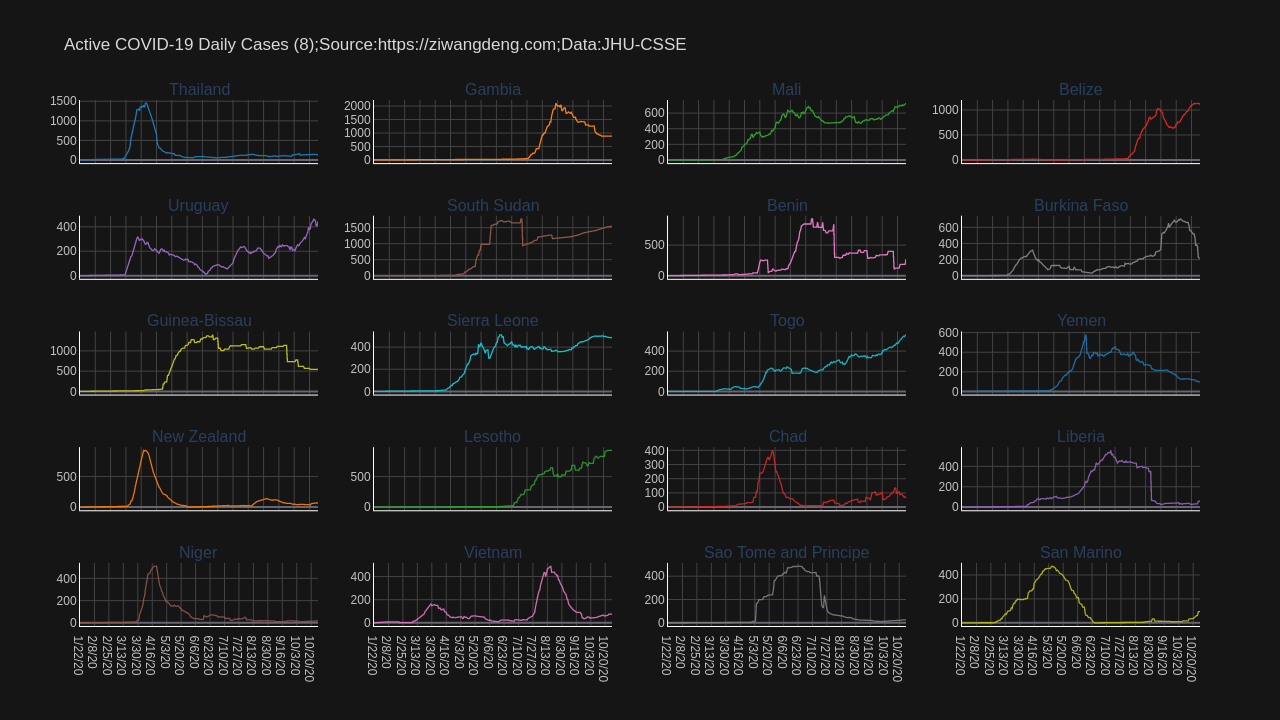 Active COVID-19 Daily Cases (8);Source:https://ziwangdeng.com;Data:JHU-CSSE
Thailand Gambia Mali Belize
1500 1000 500 0 2000 1500 1000 500 0 600 400 200 0 1000 500 0
Uruguay South Sudan Benin Burkina Faso
400 200 0 1500 1000 500 0 500 0 600 400 200 0
Guinea-Bissau Sierra Leone Togo Yemen
1000 500 0 400 200 0 400 200 0 600 400 200 0
New Zealand Lesotho Chad Liberia
500 0 500 0 400 300 200 100 0 400 200 0
Niger Vietnam Sao Tome and Principe San Marino
400 200 0 400 200 0 400 200 0 400 200 0
1/22/20 2/8/20 2/25/20 3/13/20 3/30/20 4/16/20 5/3/20 5/20/20 6/6/20 6/23/20 7/10/20 7/27/20 8/13/20 8/30/20 9/16/20 10/3/20 10/20/20
1/22/20 2/8/20 2/25/20 3/13/20 3/30/20 4/16/20 5/3/20 5/20/20 6/6/20 6/23/20 7/10/20 7/27/20 8/13/20 8/30/20 9/16/20 10/3/20 10/20/20
1/22/20 2/8/20 2/25/20 3/13/20 3/30/20 4/16/20 5/3/20 5/20/20 6/6/20 6/23/20 7/10/20 7/27/20 8/13/20 8/30/20 9/16/20 10/3/20 10/20/20
1/22/20 2/8/20 2/25/20 3/13/20 3/30/20 4/16/20 5/3/20 5/20/20 6/6/20 6/23/20 7/10/20 7/27/20 8/13/20 8/30/20 9/16/20 10/3/20 10/20/20